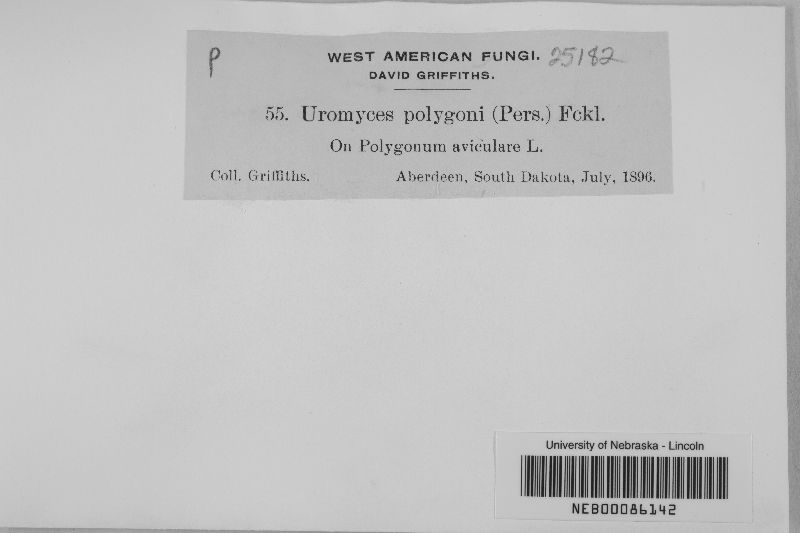 P
WEST AMERICAN FUNGI. 25182
DAVID GRIFFITHS.
55. Uromyces polygoni (Pers.) Fckl.
On Polygonum aviculare L.
Coll. Griffiths. Aberdeen, South Dakota, July, 1896.
University of Nebraska - Lincoln
NEB00086142